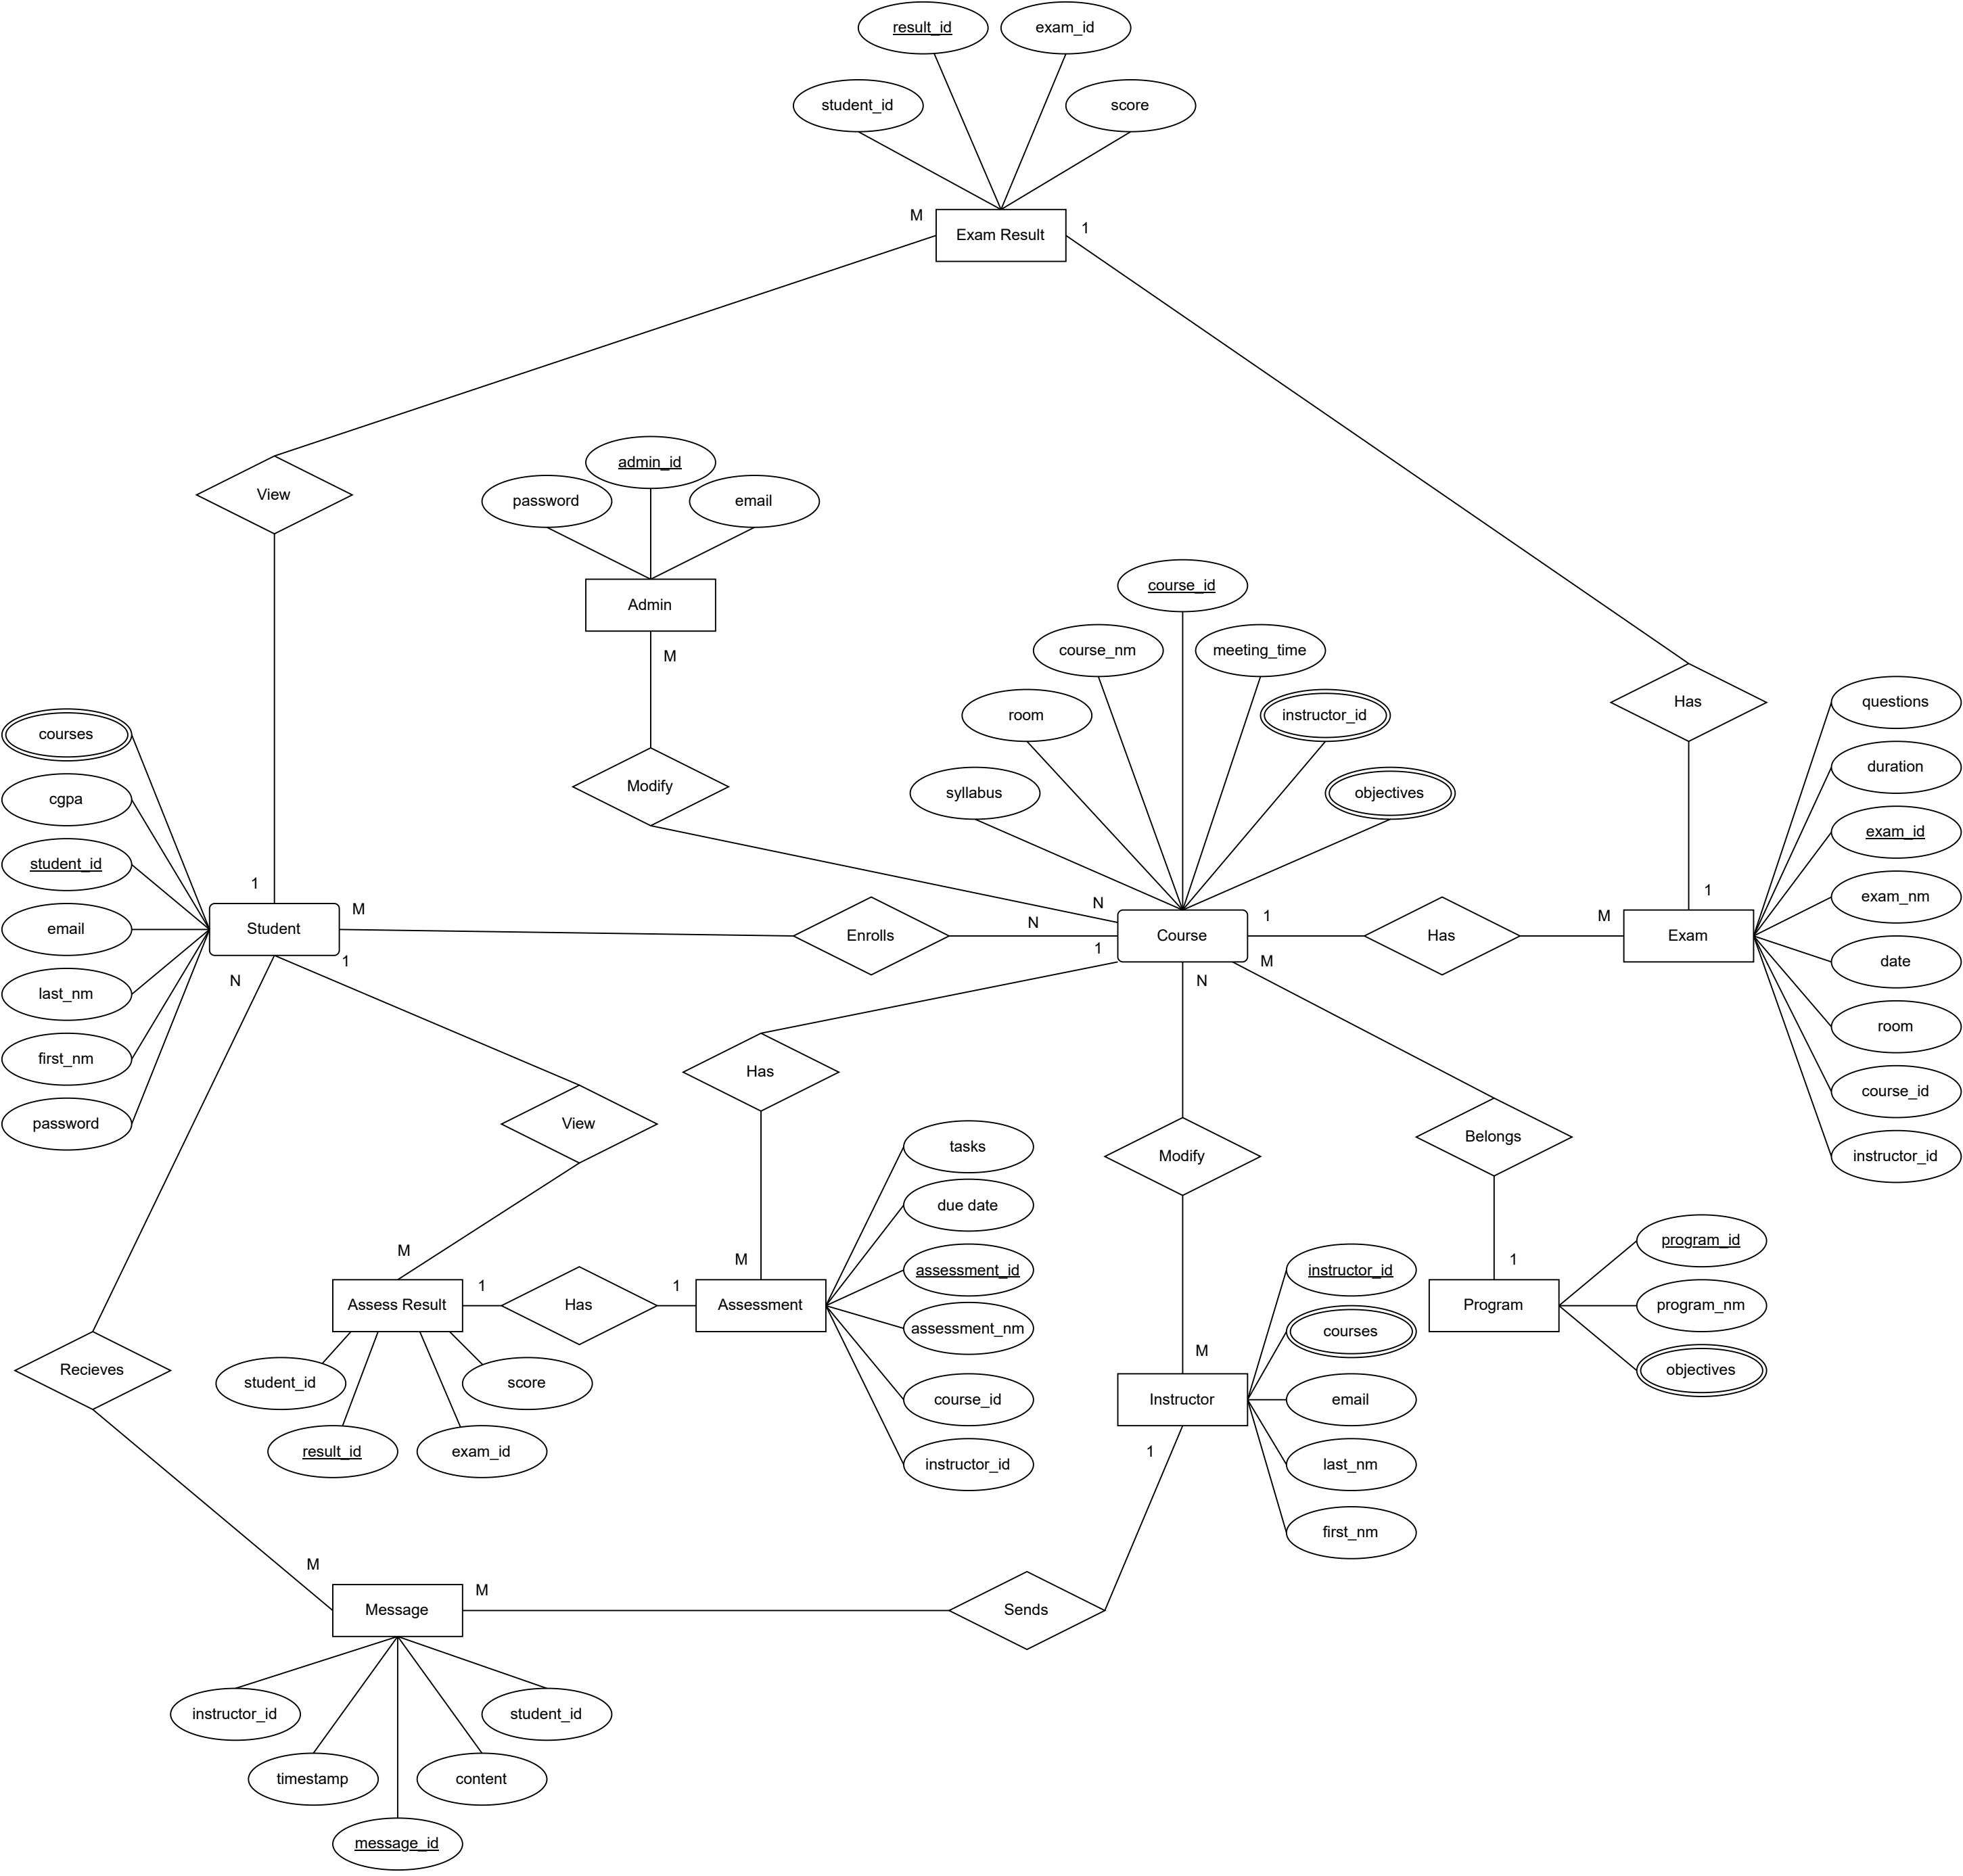 result_id
exam_id
student_id
score
M
Exam Result
1
View
admin_id
password
email
Admin
M
Modify
course_id
course_nm
meeting_time
room
instructor_id
syllabus
objectives
Has
questions
duration
exam_id
exam_nm
date
room
course_id
instructor_id
courses
cgpa
student_id
email
last_nm
first_nm
password
1
Student
M
N
1
Enrolls
N
N
1
Course
1
N
M
Has
M
1
Exam
Has
View
Modify
Belongs
tasks
due date
assessment_id
assessment_nm
course_id
instructor_id
M
Assess Result
1
Has
1
M
Assessment
student_id
score
result_id
exam_id
1
Program
program_id
program_nm
objectives
M
Instructor
1
instructor_id
courses
email
last_nm
first_nm
Recieves
M
Message
M
Sends
instructor_id
student_id
timestamp
content
message_id